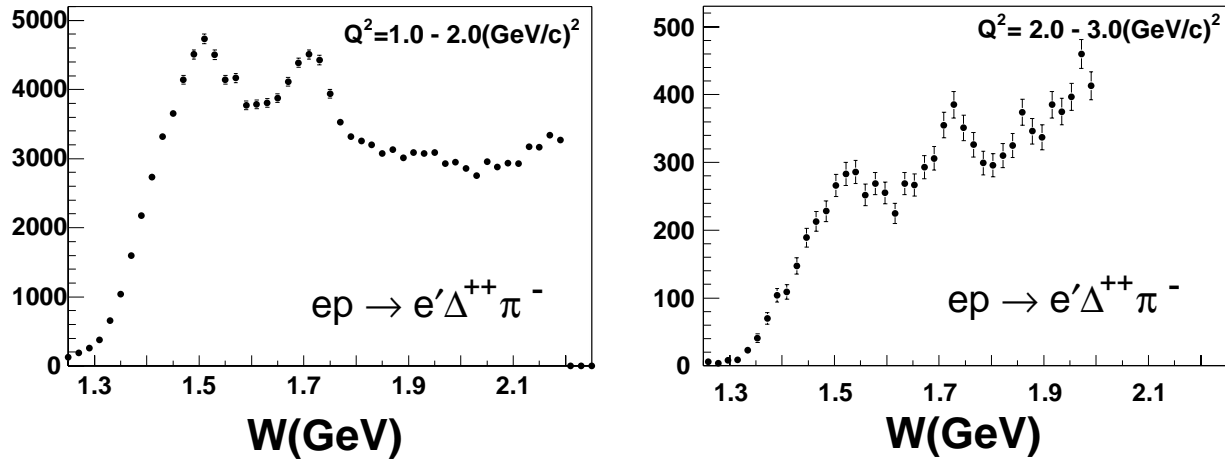 5000
4000
3000
2000
1000
0
Q²=1.0 - 2.0(GeV/c)²
ep → e′Δ⁺⁺π⁻
1.3 1.5 1.7 1.9 2.1
W(GeV)
500
400
300
200
100
0
Q²= 2.0 - 3.0(GeV/c)²
ep → e′Δ⁺⁺π⁻
1.3 1.5 1.7 1.9 2.1
W(GeV)